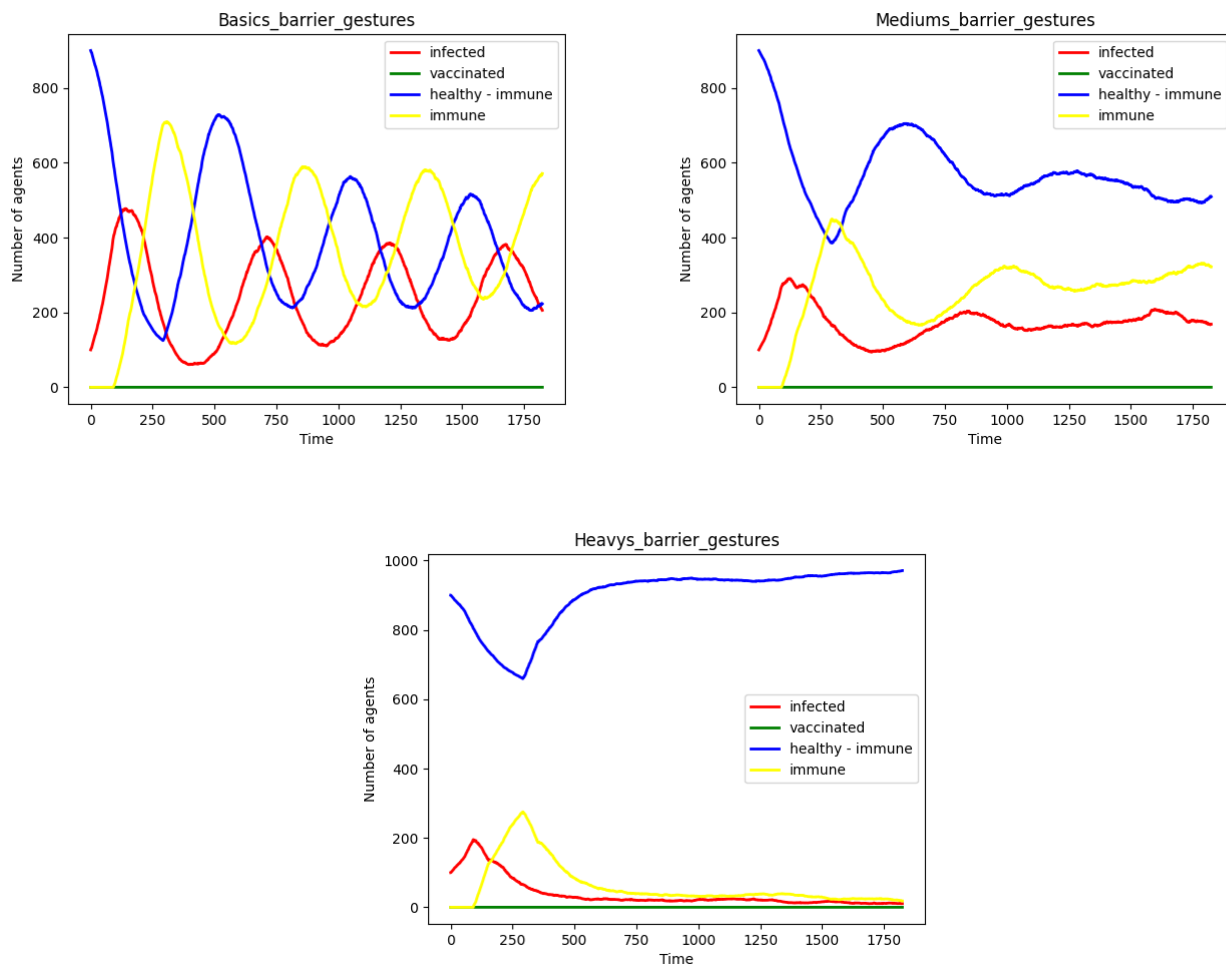 Basics_barrier_gestures
Number of agents
800
600
400
200
0
infected
vaccinated
healthy - immune
immune
0 250 500 750 1000 1250 1500 1750
Time
Mediums_barrier_gestures
Number of agents
800
600
400
200
0
infected
vaccinated
healthy - immune
immune
0 250 500 750 1000 1250 1500 1750
Time
Heavys_barrier_gestures
Number of agents
1000
800
600
400
200
0
infected
vaccinated
healthy - immune
immune
0 250 500 750 1000 1250 1500 1750
Time